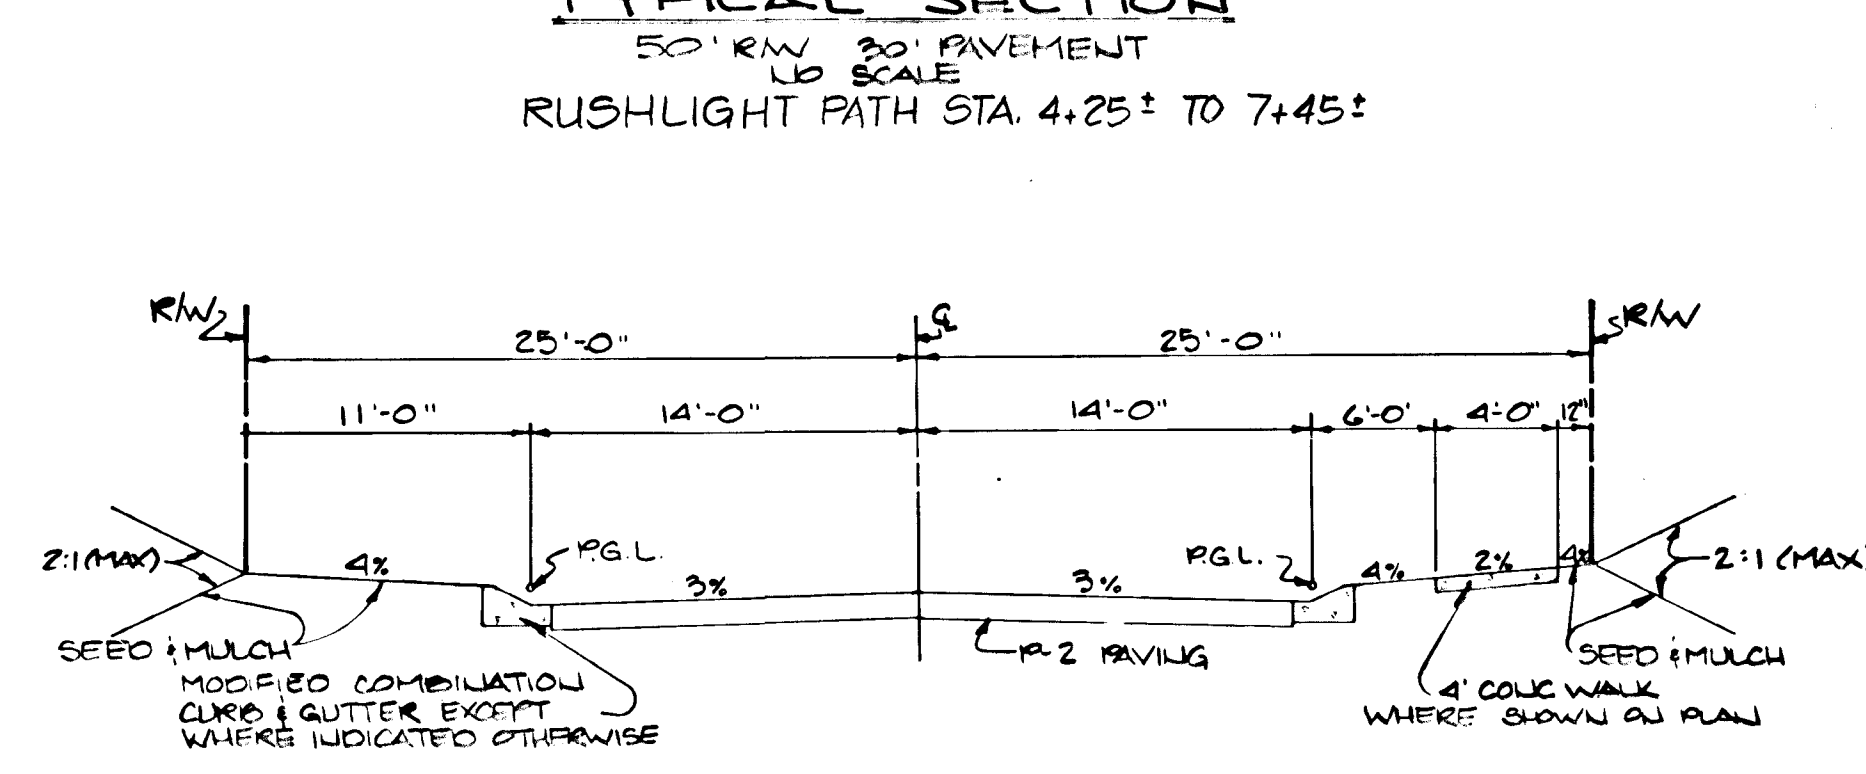 TYPICAL SECTION
50' R/W 30' PAVEMENT
NO SCALE
RUSHLIGHT PATH STA. 4+25± TO 7+45±
R/W
25'-0"
℄
25'-0"
R/W
11'-0"
14'-0"
14'-0"
6'-0'
4'-0"
12"
2:1 (MAX)
4%
P.G.L.
3%
3%
P.G.L.
4%
2%
4%
2:1 (MAX)
SEED & MULCH
P-2 PAVING
SEED & MULCH
MODIFIED COMBINATION
CURB & GUTTER EXCEPT
WHERE INDICATED OTHERWISE
4' CONC WALK
WHERE SHOWN ON PLAN